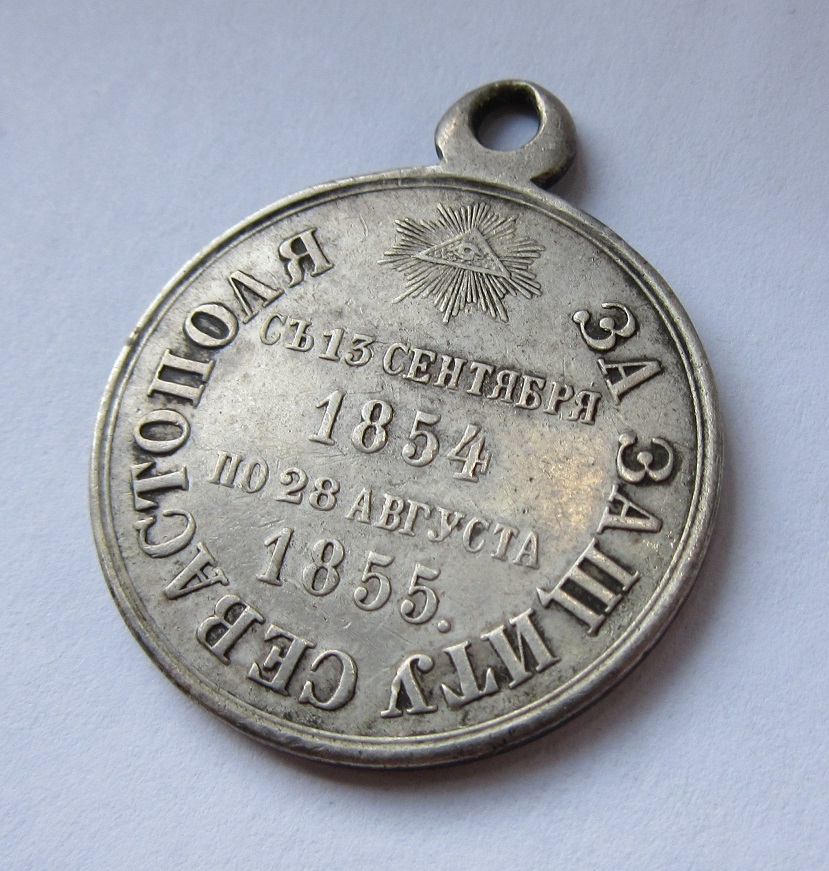 ЗА ЗАЩИТУ СЕВАСТОПОЛЯ
СЪ 13 СЕНТЯБРЯ
1854
ПО 28 АВГУСТА
1855.